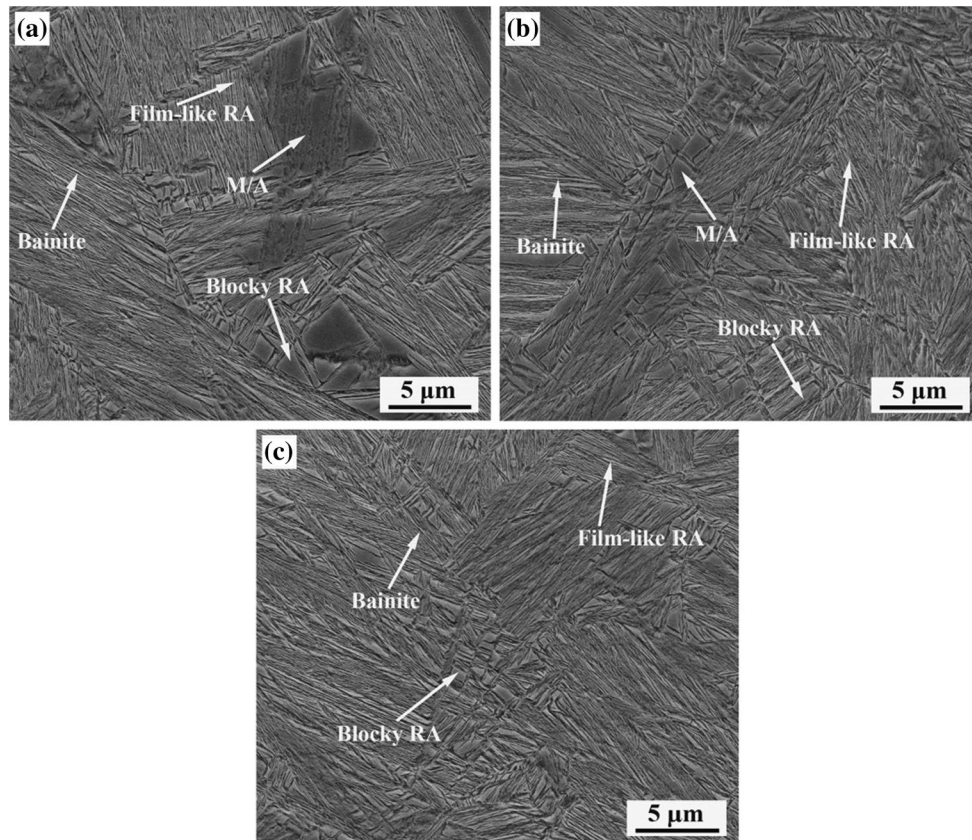 (a)
Film-like RA
M/A
Bainite
Blocky RA
5 μm
(b)
Bainite
M/A
Film-like RA
Blocky RA
5 μm
(c)
Film-like RA
Bainite
Blocky RA
5 μm